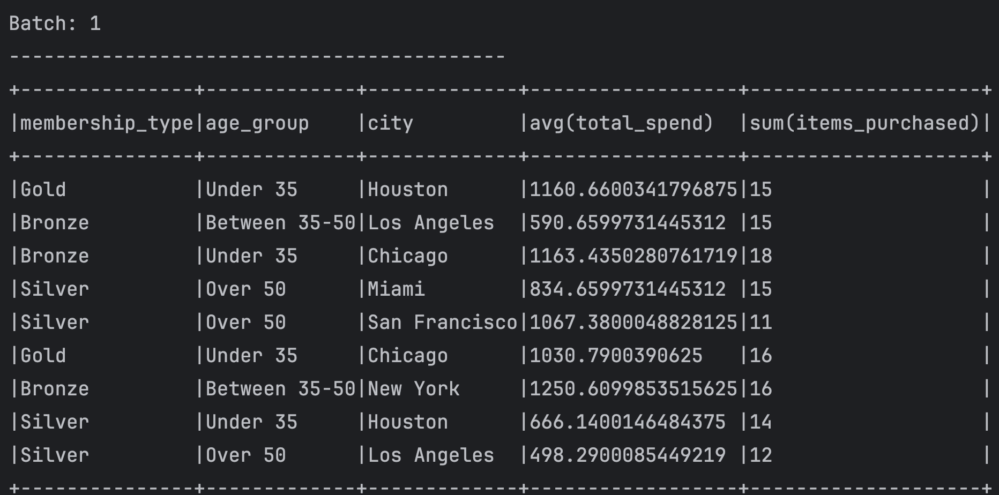 Batch: 1
-------------------------------------------
+---------------+-------------+-------------+------------------+--------------------+
|membership_type|age_group    |city         |avg(total_spend)  |sum(items_purchased)|
+---------------+-------------+-------------+------------------+--------------------+
|Gold           |Under 35     |Houston      |1160.6600341796875|15                  |
|Bronze         |Between 35-50|Los Angeles  |590.6599731445312 |15                  |
|Bronze         |Under 35     |Chicago      |1163.4350280761719|18                  |
|Silver         |Over 50      |Miami        |834.6599731445312 |15                  |
|Silver         |Over 50      |San Francisco|1067.3800048828125|11                  |
|Gold           |Under 35     |Chicago      |1030.7900390625   |16                  |
|Bronze         |Between 35-50|New York     |1250.6099853515625|16                  |
|Silver         |Under 35     |Houston      |666.1400146484375 |14                  |
|Silver         |Over 50      |Los Angeles  |498.2900085449219 |12                  |
+---------------+-------------+-------------+------------------+--------------------+